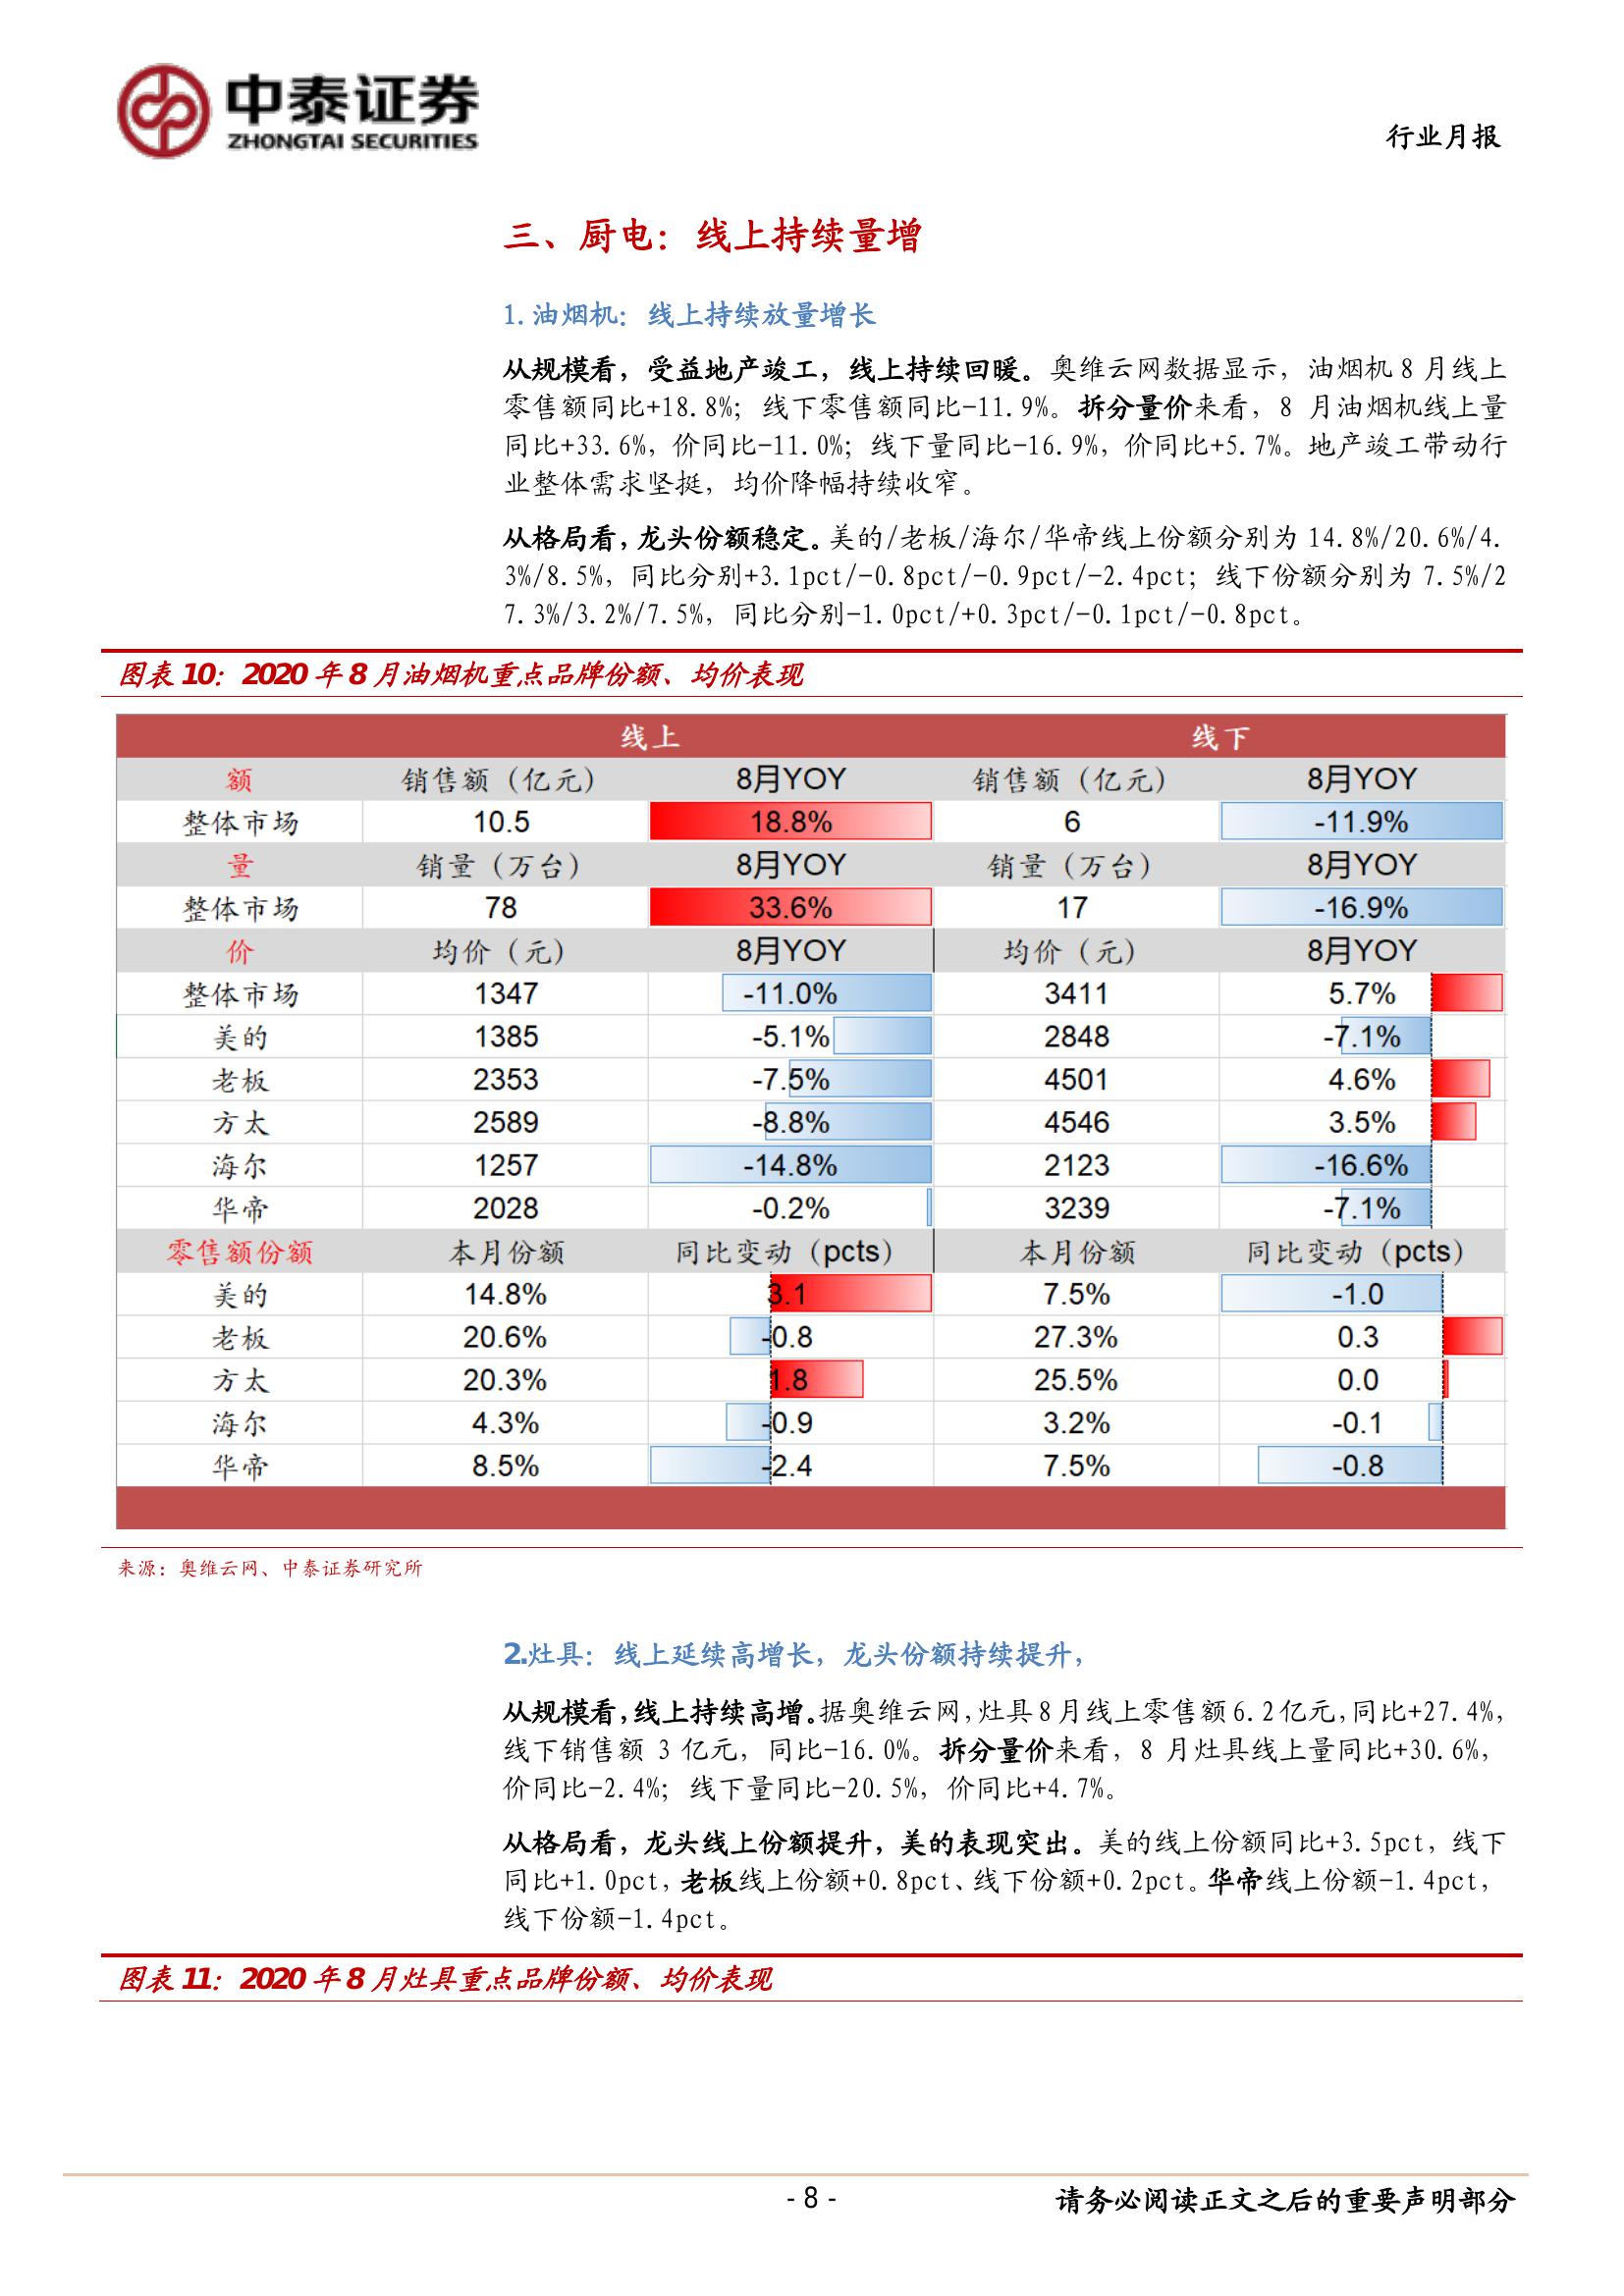 中泰证券
ZHONGTAI SECURITIES
行业月报
三、厨电：线上持续量增
1.油烟机：线上持续放量增长
从规模看，受益地产竣工，线上持续回暖。奥维云网数据显示，油烟机 8 月线上
零售额同比+18.8%；线下零售额同比-11.9%。拆分量价来看，8 月油烟机线上量
同比+33.6%，价同比-11.0%；线下量同比-16.9%，价同比+5.7%。地产竣工带动行
业整体需求坚挺，均价降幅持续收窄。
从格局看，龙头份额稳定。美的/老板/海尔/华帝线上份额分别为 14.8%/20.6%/4.
3%/8.5%，同比分别+3.1pct/-0.8pct/-0.9pct/-2.4pct；线下份额分别为 7.5%/2
7.3%/3.2%/7.5%，同比分别-1.0pct/+0.3pct/-0.1pct/-0.8pct。
图表 10：2020 年 8 月油烟机重点品牌份额、均价表现
线上 线下
额 销售额（亿元） 8月YOY 销售额（亿元） 8月YOY
整体市场 10.5 18.8% 6 -11.9%
量 销量（万台） 8月YOY 销量（万台） 8月YOY
整体市场 78 33.6% 17 -16.9%
价 均价（元） 8月YOY 均价（元） 8月YOY
整体市场 1347 -11.0% 3411 5.7%
美的 1385 -5.1% 2848 -7.1%
老板 2353 -7.5% 4501 4.6%
方太 2589 -8.8% 4546 3.5%
海尔 1257 -14.8% 2123 -16.6%
华帝 2028 -0.2% 3239 -7.1%
零售额份额 本月份额 同比变动（pcts） 本月份额 同比变动（pcts）
美的 14.8% 3.1 7.5% -1.0
老板 20.6% -0.8 27.3% 0.3
方太 20.3% 1.8 25.5% 0.0
海尔 4.3% -0.9 3.2% -0.1
华帝 8.5% -2.4 7.5% -0.8
来源：奥维云网、中泰证券研究所
2.灶具：线上延续高增长，龙头份额持续提升，
从规模看，线上持续高增。据奥维云网，灶具 8 月线上零售额 6.2 亿元，同比+27.4%，
线下销售额 3 亿元，同比-16.0%。拆分量价来看，8 月灶具线上量同比+30.6%，
价同比-2.4%；线下量同比-20.5%，价同比+4.7%。
从格局看，龙头线上份额提升，美的表现突出。美的线上份额同比+3.5pct，线下
同比+1.0pct，老板线上份额+0.8pct、线下份额+0.2pct。华帝线上份额-1.4pct，
线下份额-1.4pct。
图表 11：2020 年 8 月灶具重点品牌份额、均价表现
- 8 -
请务必阅读正文之后的重要声明部分